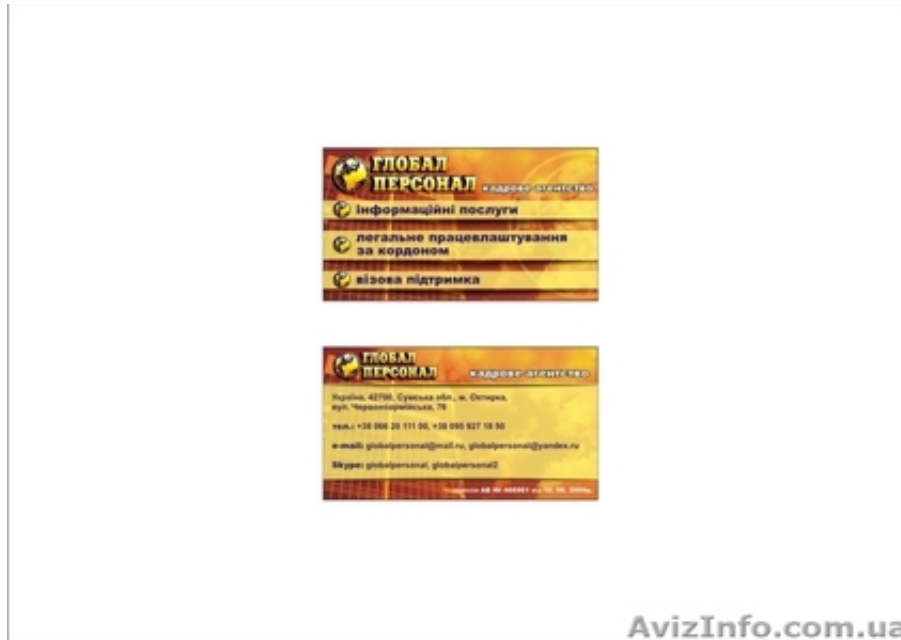 ГЛОБАЛ
ПЕРСОНАЛ кадрове агентство
інформаційні послуги
легальне працевлаштування
за кордоном
візова підтримка
ГЛОБАЛ
ПЕРСОНАЛ кадрове агентство
Україна, 42700, Сумська обл., м. Охтирка,
вул. Червоноармійська,
тел.: +38 066 20 111 00, +38 095 927 18 50
e-mail: globalpersonal@mail.ru, globalpersonal@yandex.ru
Skype: globalpersonal, globalpersonal2
АВ №
AvizInfo.com.ua